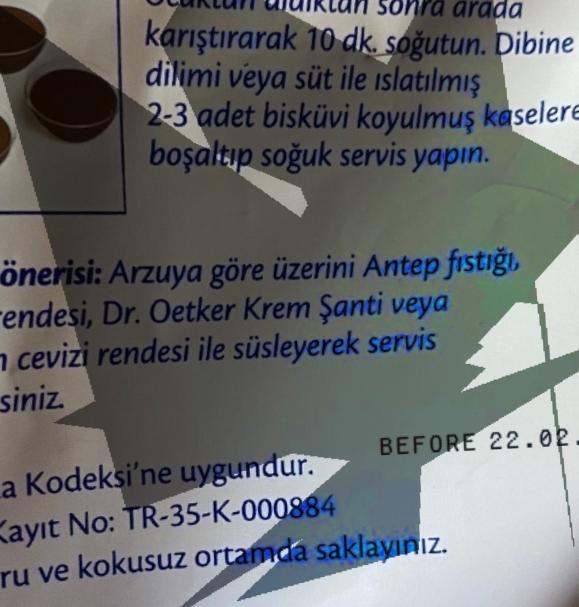 Ocaktan aldıktan sonra arada
karıştırarak 10 dk. soğutun. Dibine
dilimi veya süt ile ıslatılmış
2-3 adet bisküvi koyulmuş kaselere
boşaltıp soğuk servis yapın.
önerisi: Arzuya göre üzerini Antep fıstığı,
rendesi, Dr. Oetker Krem Şanti veya
cevizi rendesi ile süsleyerek servis
siniz.
BEFORE 22.02.
a Kodeksi'ne uygundur.
Kayıt No: TR-35-K-000884
ru ve kokusuz ortamda saklayınız.